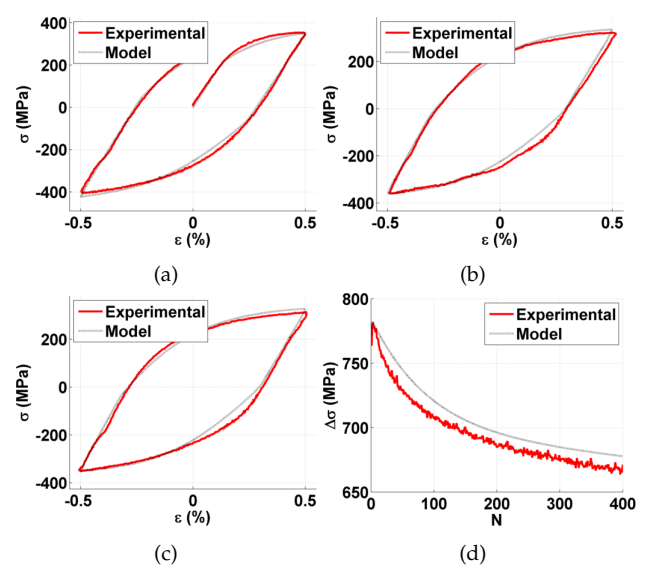 400
200
0
-200
-400
σ (MPa)
Experimental
Model
-0.5
0
0.5
ε (%)
(a)
200
0
-200
-400
σ (MPa)
Experimental
Model
-0.5
0
0.5
ε (%)
(b)
200
0
-200
-400
σ (MPa)
Experimental
Model
-0.5
0
0.5
ε (%)
(c)
800
750
700
650
Δσ (MPa)
Experimental
Model
0
100
200
300
400
N
(d)